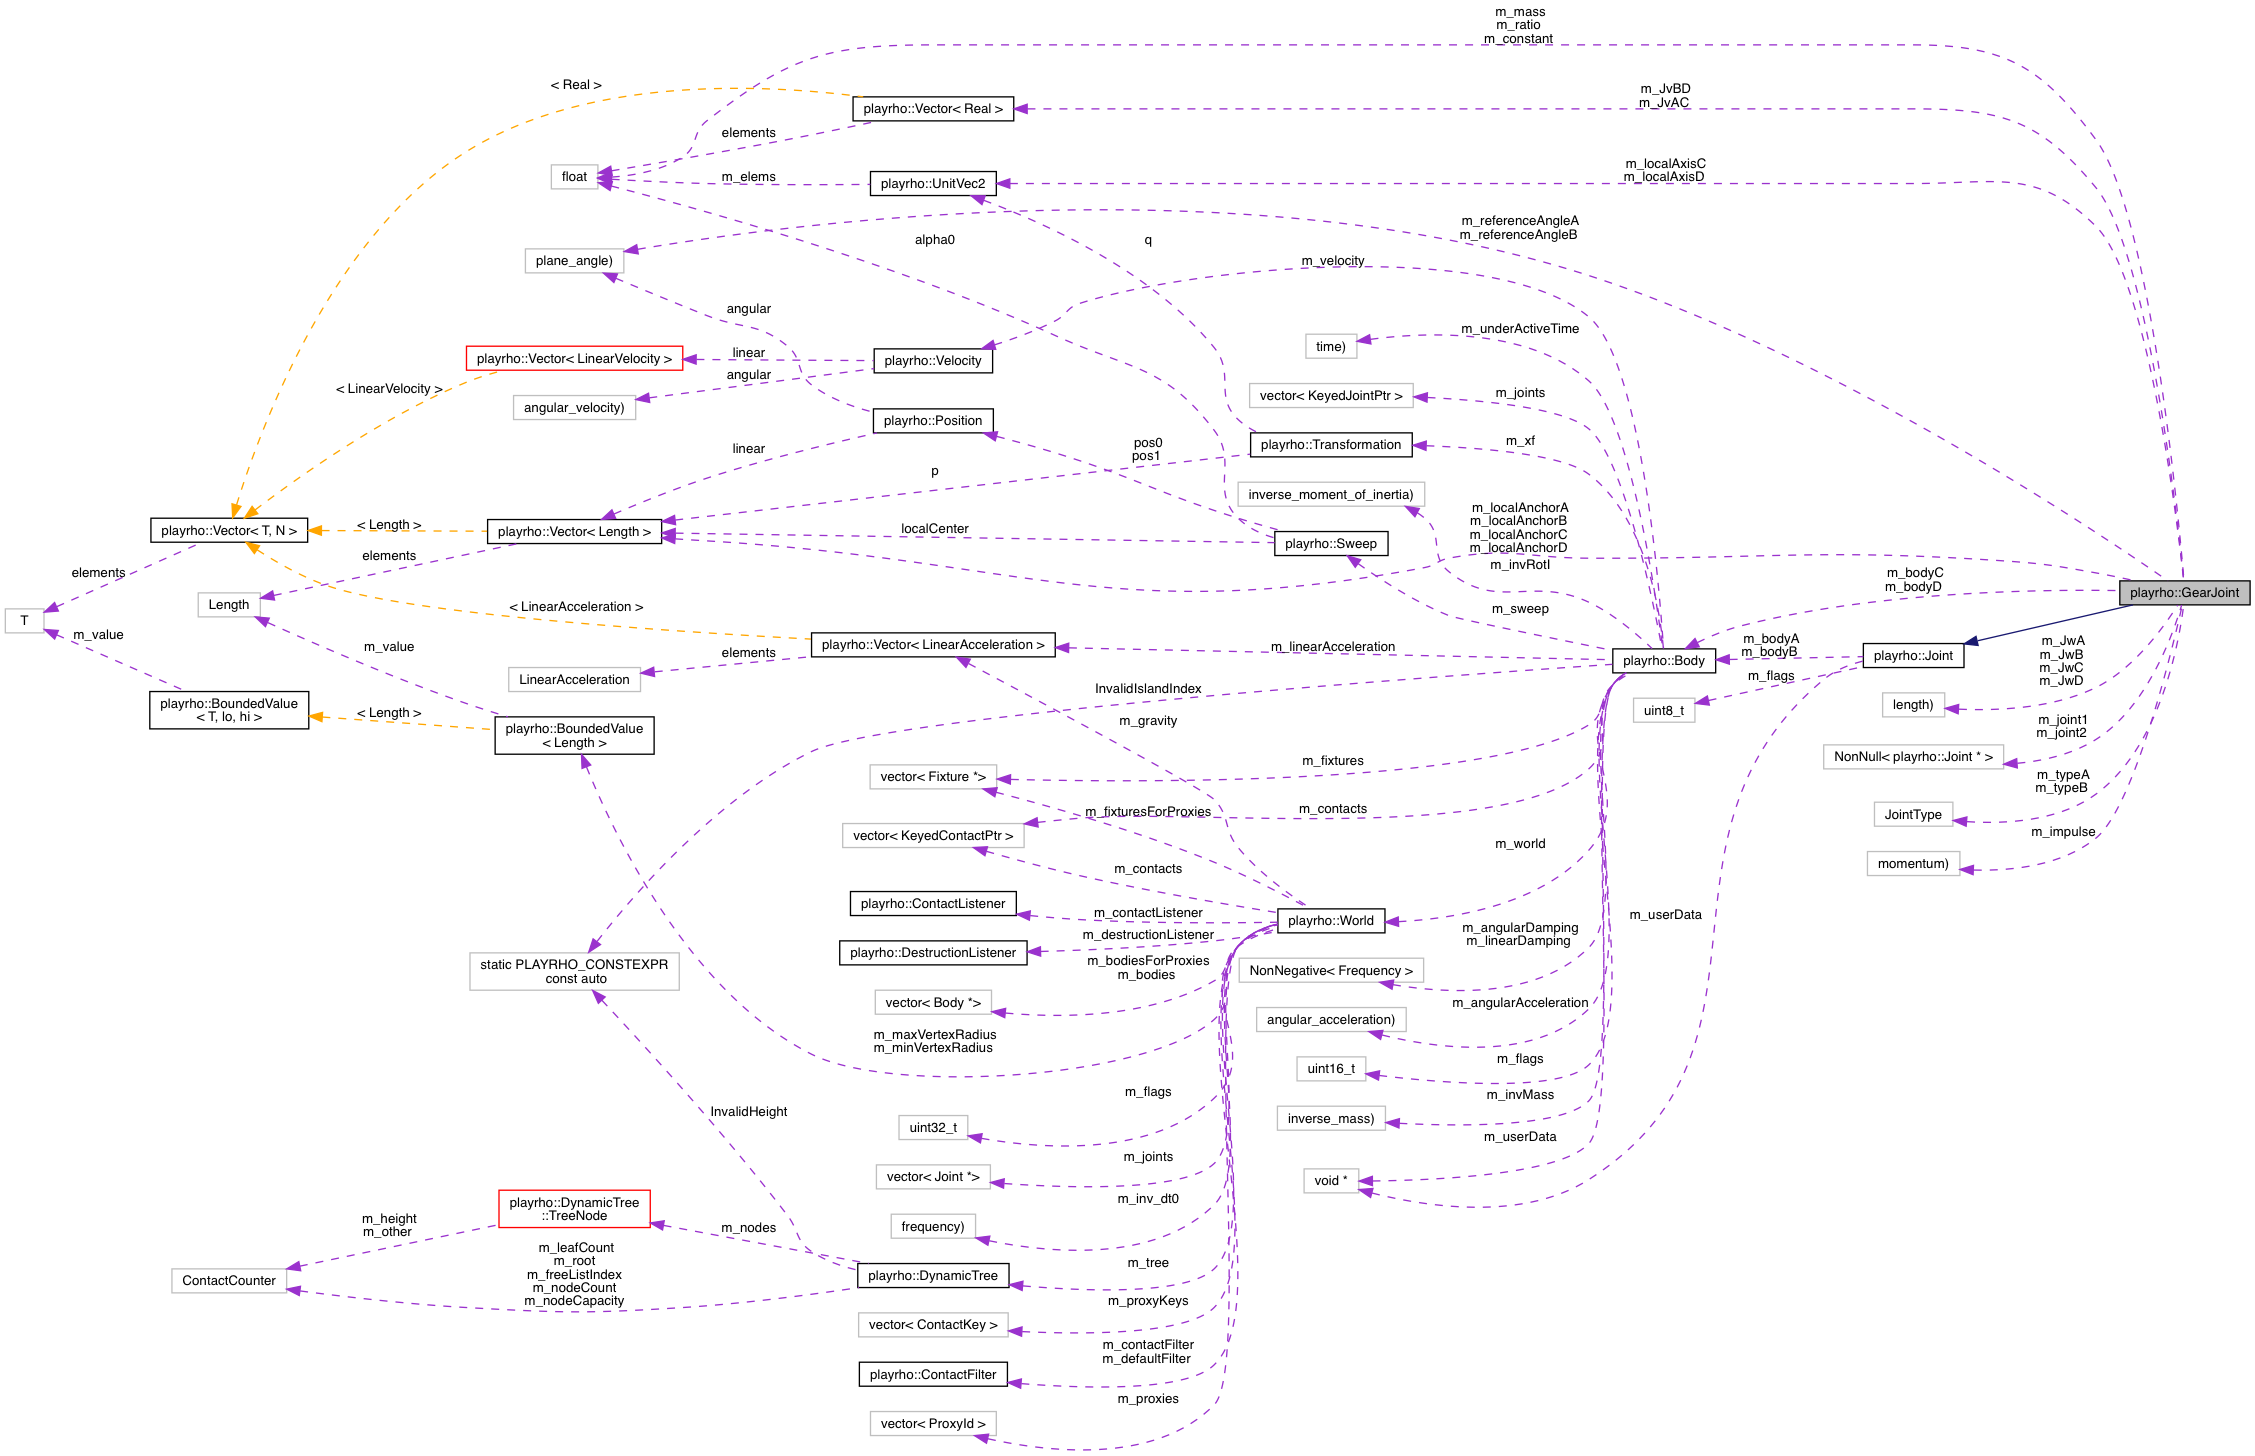 m_mass
m_ratio
m_constant
< Real >
playrho::Vector< Real >
m_JvBD
m_JvAC
elements
float
m_elems
playrho::UnitVec2
m_localAxisC
m_localAxisD
plane_angle)
alpha0
q
m_referenceAngleA
m_referenceAngleB
m_velocity
angular
time)
m_underActiveTime
playrho::Vector< LinearVelocity >
linear
playrho::Velocity
angular
< LinearVelocity >
angular_velocity)
vector< KeyedJointPtr >
m_joints
playrho::Position
linear
pos0
pos1
playrho::Transformation
m_xf
p
inverse_moment_of_inertia)
m_localAnchorA
m_localAnchorB
m_localAnchorC
m_localAnchorD
playrho::Vector< T, N >
< Length >
playrho::Vector< Length >
localCenter
playrho::Sweep
m_invRotI
elements
elements
m_bodyC
m_bodyD
playrho::GearJoint
Length
T
m_value
< LinearAcceleration >
m_sweep
playrho::Vector< LinearAcceleration >
m_linearAcceleration
playrho::Body
m_bodyA
m_bodyB
playrho::Joint
m_JwA
m_JwB
m_JwC
m_JwD
m_value
elements
LinearAcceleration
InvalidIslandIndex
m_flags
uint8_t
length)
playrho::BoundedValue
< T, lo, hi >
< Length >
playrho::BoundedValue
< Length >
m_gravity
m_joint1
m_joint2
NonNull< playrho::Joint * >
vector< Fixture *>
m_fixtures
m_typeA
m_typeB
JointType
m_fixturesForProxies
m_contacts
vector< KeyedContactPtr >
m_world
m_impulse
momentum)
m_contacts
playrho::ContactListener
m_contactListener
playrho::World
m_userData
m_destructionListener
playrho::DestructionListener
m_angularDamping
m_linearDamping
static PLAYRHO_CONSTEXPR
const auto
m_bodiesForProxies
m_bodies
NonNegative< Frequency >
vector< Body *>
m_angularAcceleration
angular_acceleration)
m_maxVertexRadius
m_minVertexRadius
m_flags
uint16_t
m_flags
m_invMass
InvalidHeight
uint32_t
inverse_mass)
m_userData
m_joints
vector< Joint *>
void *
playrho::DynamicTree
::TreeNode
m_inv_dt0
m_height
m_other
m_nodes
frequency)
m_leafCount
m_root
m_freeListIndex
m_nodeCount
m_nodeCapacity
ContactCounter
playrho::DynamicTree
m_tree
m_proxyKeys
vector< ContactKey >
m_contactFilter
m_defaultFilter
playrho::ContactFilter
m_proxies
vector< ProxyId >